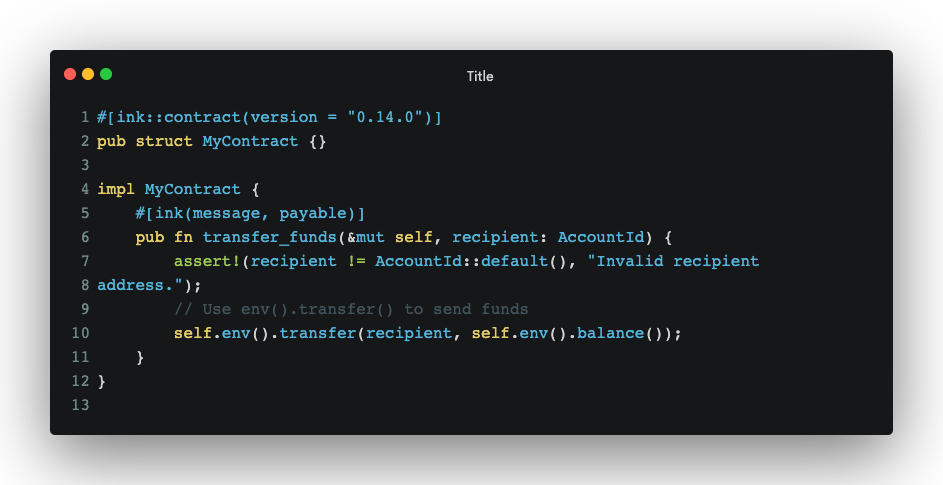 Title
1 #[ink::contract(version = "0.14.0")]
2 pub struct MyContract {}
3
4 impl MyContract {
5     #[ink(message, payable)]
6     pub fn transfer_funds(&mut self, recipient: AccountId) {
7         assert!(recipient != AccountId::default(), "Invalid recipient
8 address.");
9         // Use env().transfer() to send funds
10         self.env().transfer(recipient, self.env().balance());
11     }
12 }
13